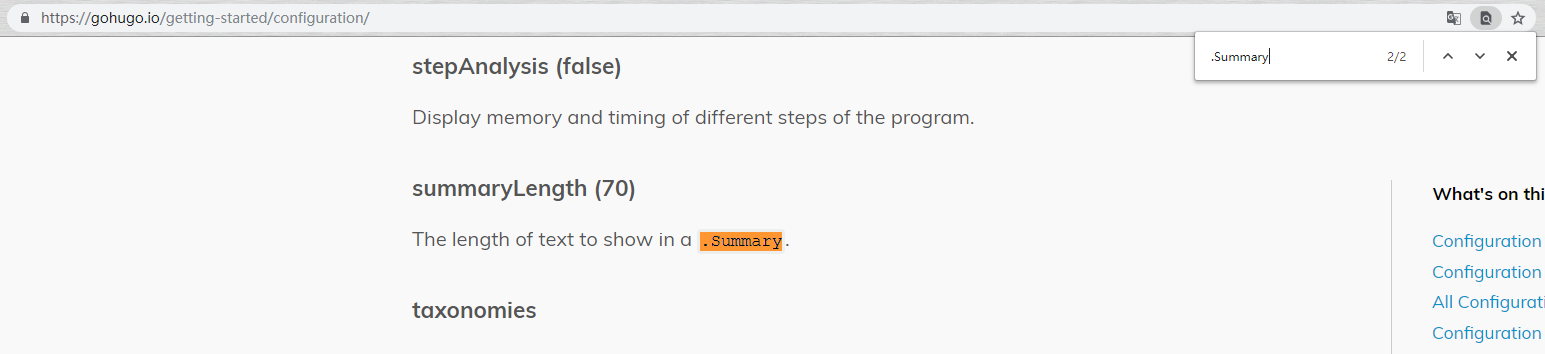 https://gohugo.io/getting-started/configuration/
.Summary 2/2
stepAnalysis (false)
Display memory and timing of different steps of the program.
summaryLength (70)
The length of text to show in a .Summary.
taxonomies
What's on thi
Configuration
Configuration
All Configurati
Configuration